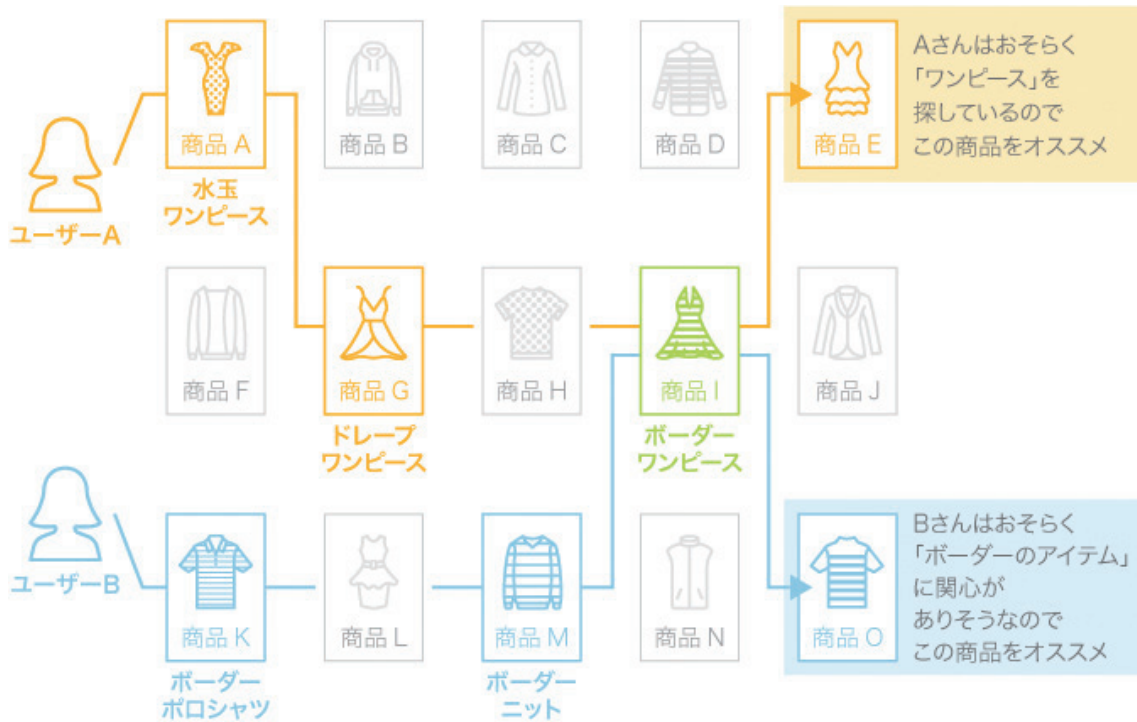 商品 A
商品 B
商品 C
商品 D
商品 E
Aさんはおそらく
「ワンピース」を
探しているので
この商品をオススメ
水玉
ワンピース
ユーザーA
商品 F
商品 G
商品 H
商品 I
商品 J
ドレープ
ワンピース
ボーダー
ワンピース
ユーザーB
商品 K
商品 L
商品 M
商品 N
商品 O
Bさんはおそらく
「ボーダーのアイテム」
に関心が
ありそうなので
この商品をオススメ
ボーダー
ポロシャツ
ボーダー
ニット